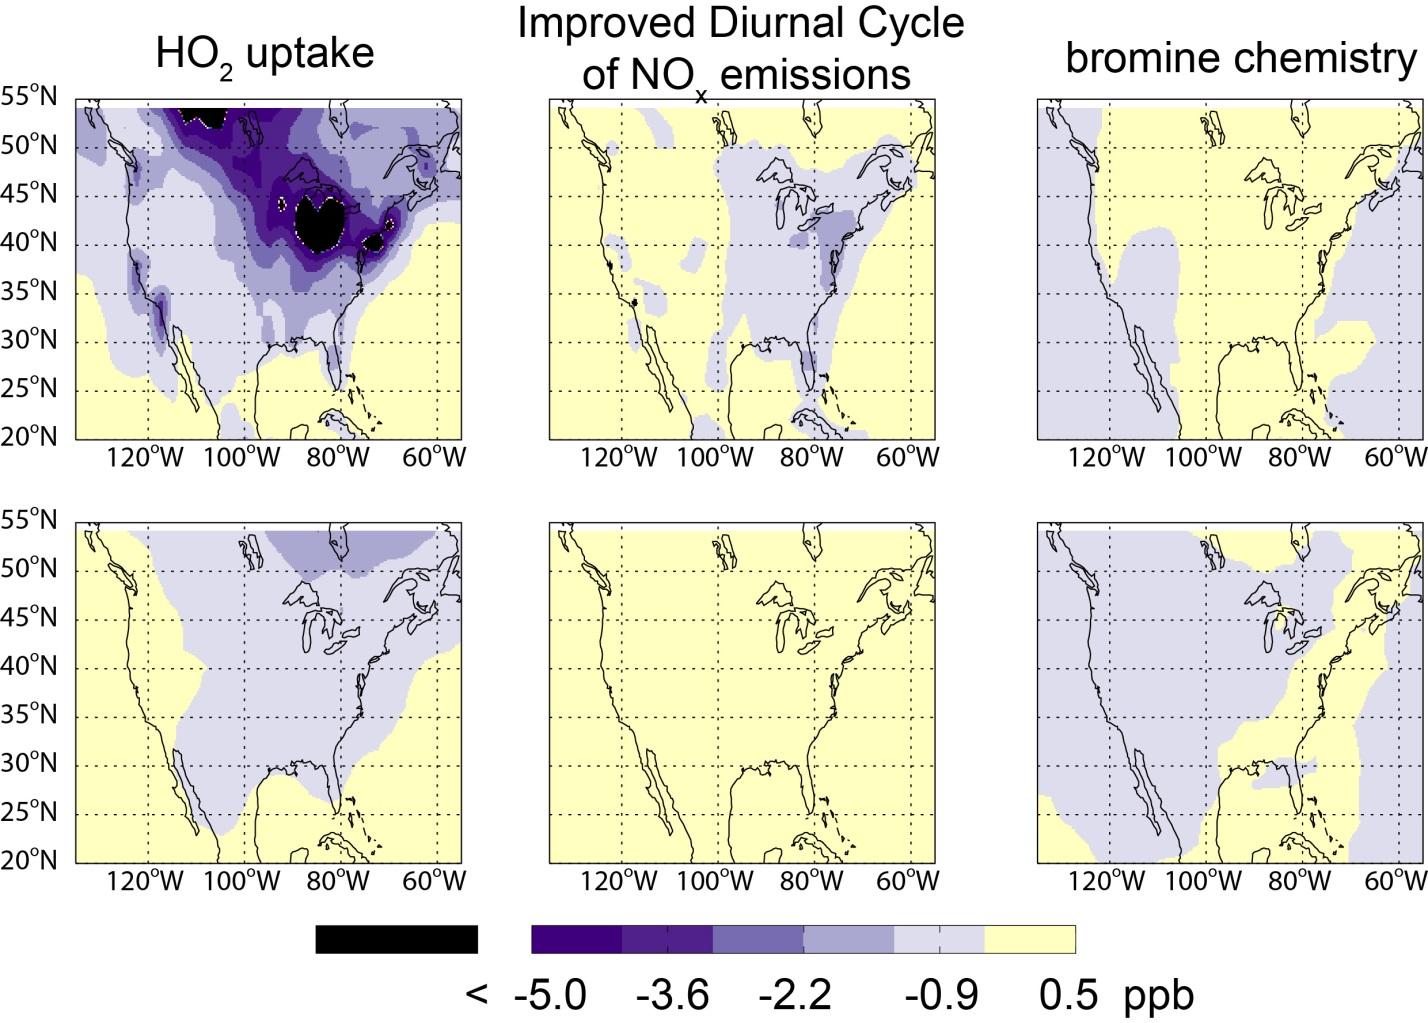 HO2 uptake
Improved Diurnal Cycle
of NOx emissions
bromine chemistry
55°N
50°N
45°N
40°N
35°N
30°N
25°N
20°N
120°W 100°W 80°W 60°W
120°W 100°W 80°W 60°W
120°W 100°W 80°W 60°W
55°N
50°N
45°N
40°N
35°N
30°N
25°N
20°N
120°W 100°W 80°W 60°W
120°W 100°W 80°W 60°W
120°W 100°W 80°W 60°W
< -5.0 -3.6 -2.2 -0.9 0.5 ppb